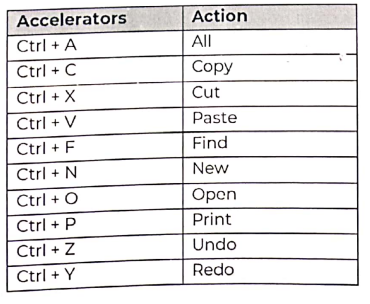 Accelerators Action
Ctrl + A All
Ctrl + C Copy
Ctrl + X Cut
Ctrl + V Paste
Ctrl + F Find
Ctrl + N New
Ctrl + O Open
Ctrl + P Print
Ctrl + Z Undo
Ctrl + Y Redo